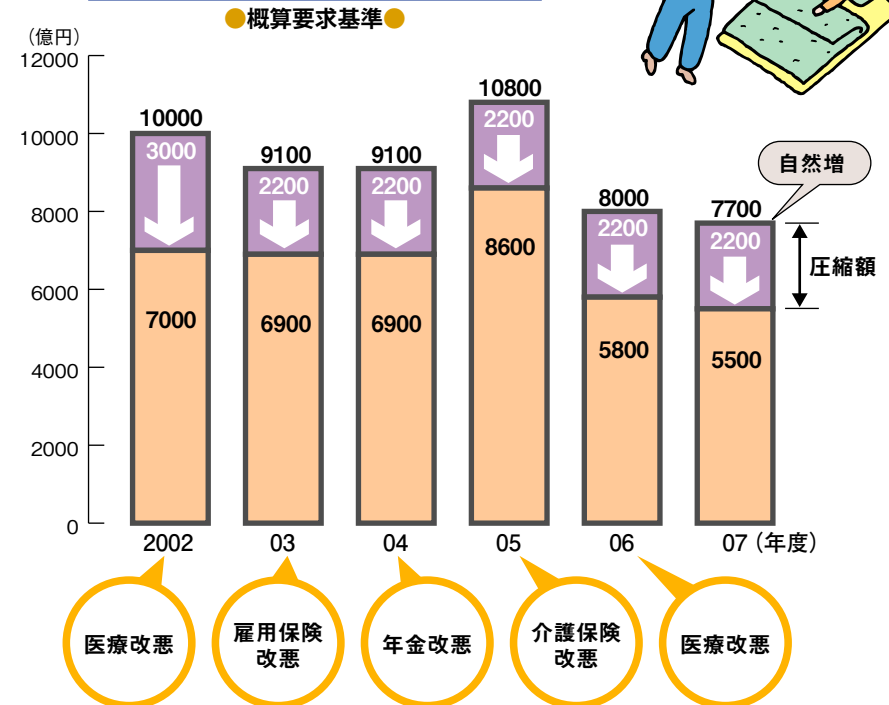 ●概算要求基準●
（億円）
12000
10000
8000
6000
4000
2000
0
10000
3000
7000
9100
2200
6900
9100
2200
6900
10800
2200
8600
8000
2200
5800
7700
2200
5500
自然増
圧縮額
2002
03
04
05
06
07（年度）
医療改悪
雇用保険
改悪
年金改悪
介護保険
改悪
医療改悪